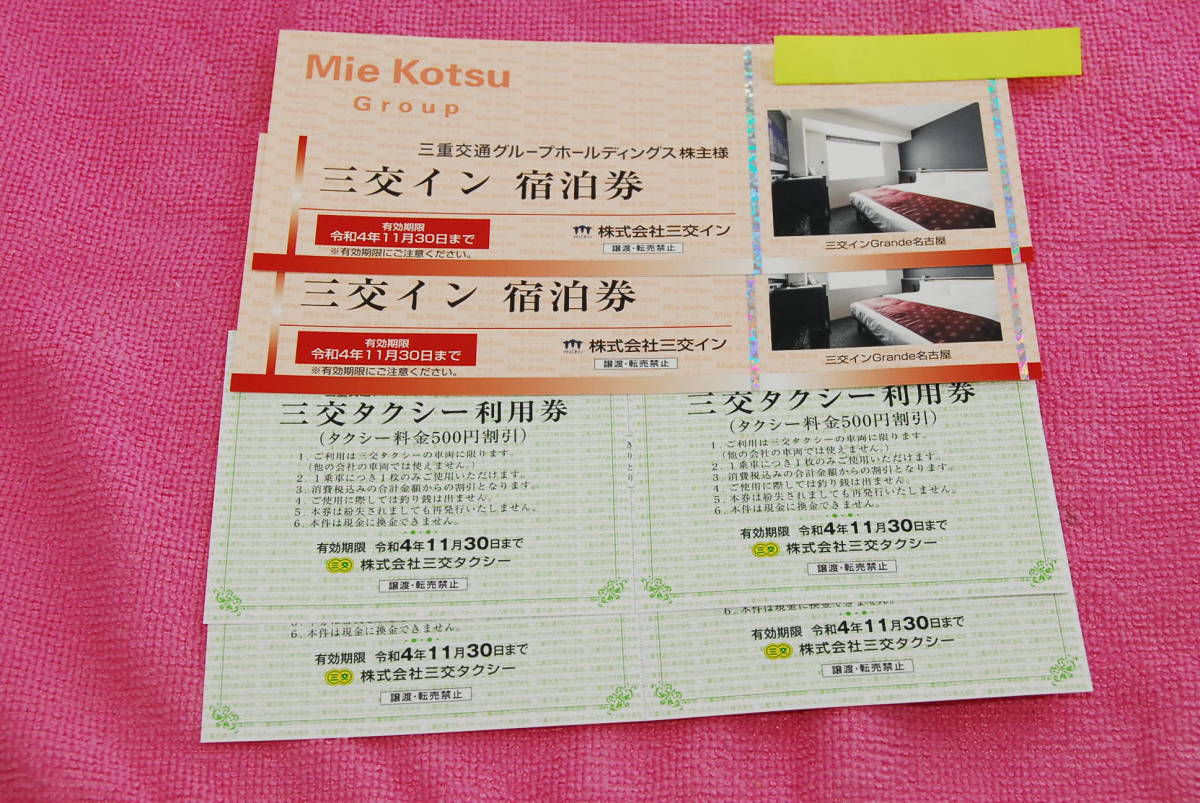 Mie Kotsu
Group
三重交通グループホールディングス株主様
三交イン 宿泊券
有効期限
令和4年11月30日まで
※有効期限にご注意ください。
株式会社三交イン
譲渡・転売禁止
三交インGrande名古屋
三交イン 宿泊券
有効期限
令和4年11月30日まで
※有効期限にご注意ください。
株式会社三交イン
譲渡・転売禁止
三交インGrande名古屋
三交タクシー利用券
(タクシー料金500円割引)
1. ご利用は三交タクシーの車両に限ります。
(他の会社の車両では使えません。)
2. 1乗車につき1枚のみご使用いただけます。
3. 消費税込みの合計金額からの割引となります。
4. ご使用に際しては釣り銭は出ません。
5. 本券は紛失されましても再発行いたしません。
6. 本件は現金に換金できません。
有効期限 令和4年11月30日まで
三交 株式会社三交タクシー
譲渡・転売禁止
(きりとり)
三交タクシー利用券
(タクシー料金500円割引)
1. ご利用は三交タクシーの車両に限ります。
(他の会社の車両では使えません。)
2. 1乗車につき1枚のみご使用いただけます。
3. 消費税込みの合計金額からの割引となります。
4. ご使用に際しては釣り銭は出ません。
5. 本券は紛失されましても再発行いたしません。
6. 本件は現金に換金できません。
有効期限 令和4年11月30日まで
三交 株式会社三交タクシー
譲渡・転売禁止
6. 本件は現金に換金できません。
有効期限 令和4年11月30日まで
三交 株式会社三交タクシー
譲渡・転売禁止
6. 本件は現金に換金できません。
有効期限 令和4年11月30日まで
三交 株式会社三交タクシー
譲渡・転売禁止